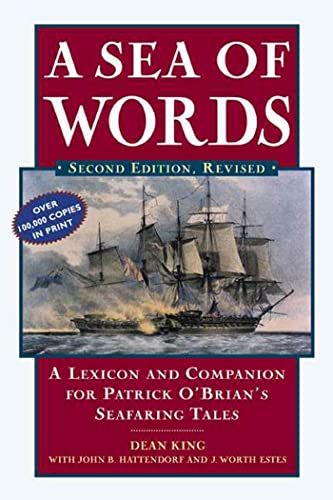 A SEA OF
WORDS
• SECOND EDITION, REVISED •
OVER
100,000 COPIES
IN PRINT
A LEXICON AND COMPANION
FOR PATRICK O'BRIAN'S
SEAFARING TALES
DEAN KING
WITH JOHN B. HATTENDORF AND J. WORTH ESTES